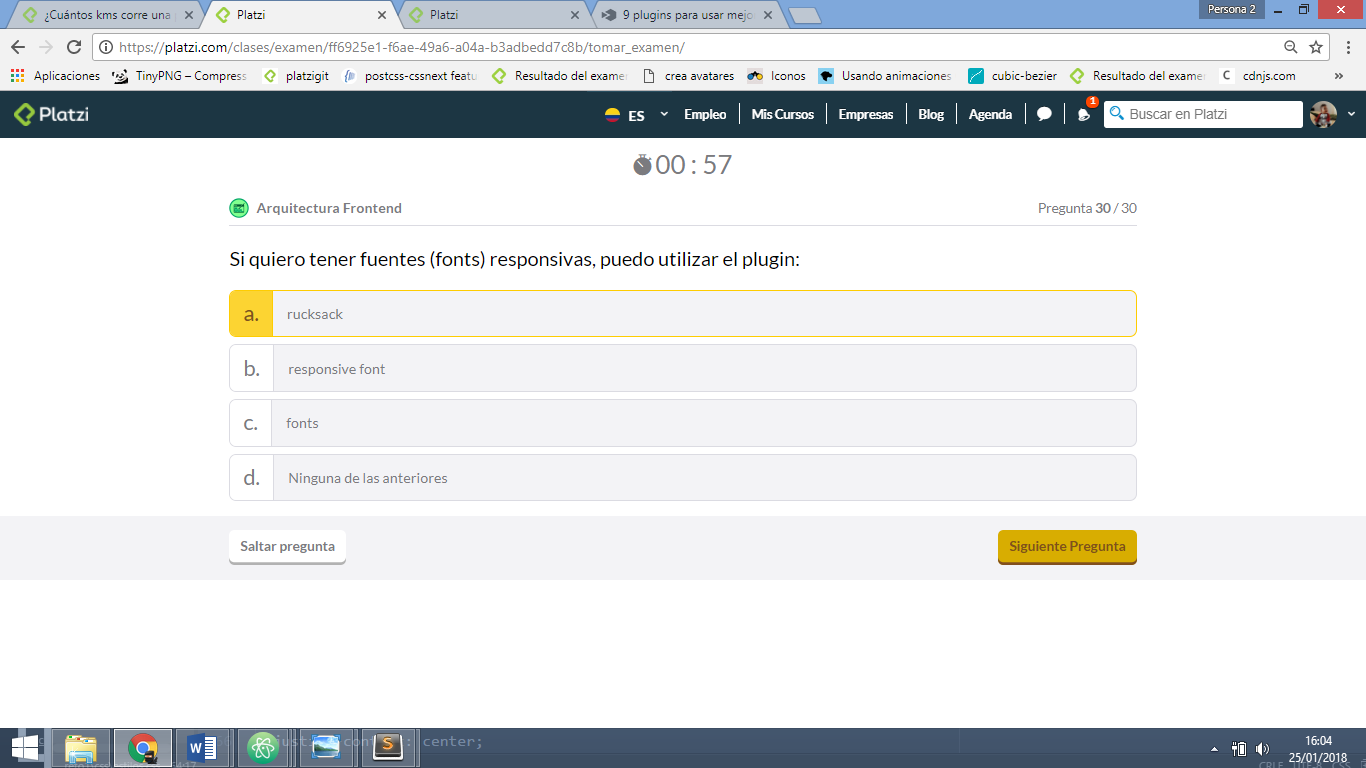 ¿Cuántos kms corre una
Platzi
Platzi
9 plugins para usar mejo
Persona 2
https://platzi.com/clases/examen/ff6925e1-f6ae-49a6-a04a-b3adbedd7c8b/tomar_examen/
Aplicaciones
TinyPNG – Compress
platzigit
postcss-cssnext featu
Resultado del examen
crea avatares
Iconos
Usando animaciones
cubic-bezier
Resultado del examen
cdnjs.com
»
Platzi
ES
Empleo
Mis Cursos
Empresas
Blog
Agenda
1
Buscar en Platzi
00 : 57
Arquitectura Frontend
Pregunta 30 / 30
Si quiero tener fuentes (fonts) responsivas, puedo utilizar el plugin:
a. rucksack
b. responsive font
c. fonts
d. Ninguna de las anteriores
Saltar pregunta
Siguiente Pregunta
center;
16:04
25/01/2018